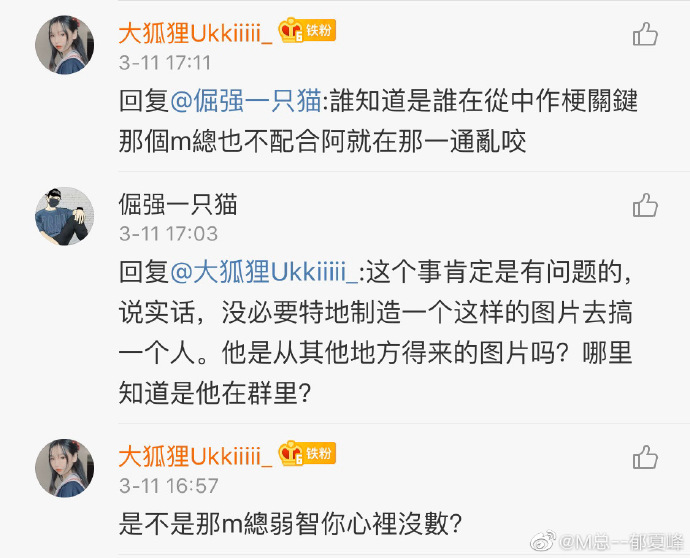 大狐狸Ukkiiiii_ 6 铁粉
3-11 17:11
回复@倔强一只猫:誰知道是誰在從中作梗關鍵
那個m總也不配合阿就在那一通亂咬
倔强一只猫
3-11 17:03
回复@大狐狸Ukkiiiii_:这个事肯定是有问题的,
说实话，没必要特地制造一个这样的图片去搞
一个人。他是从其他地方得来的图片吗？哪里
知道是他在群里？
大狐狸Ukkiiiii_ 6 铁粉
3-11 16:57
是不是那m總弱智你心裡沒數?
@M总--都夏峰